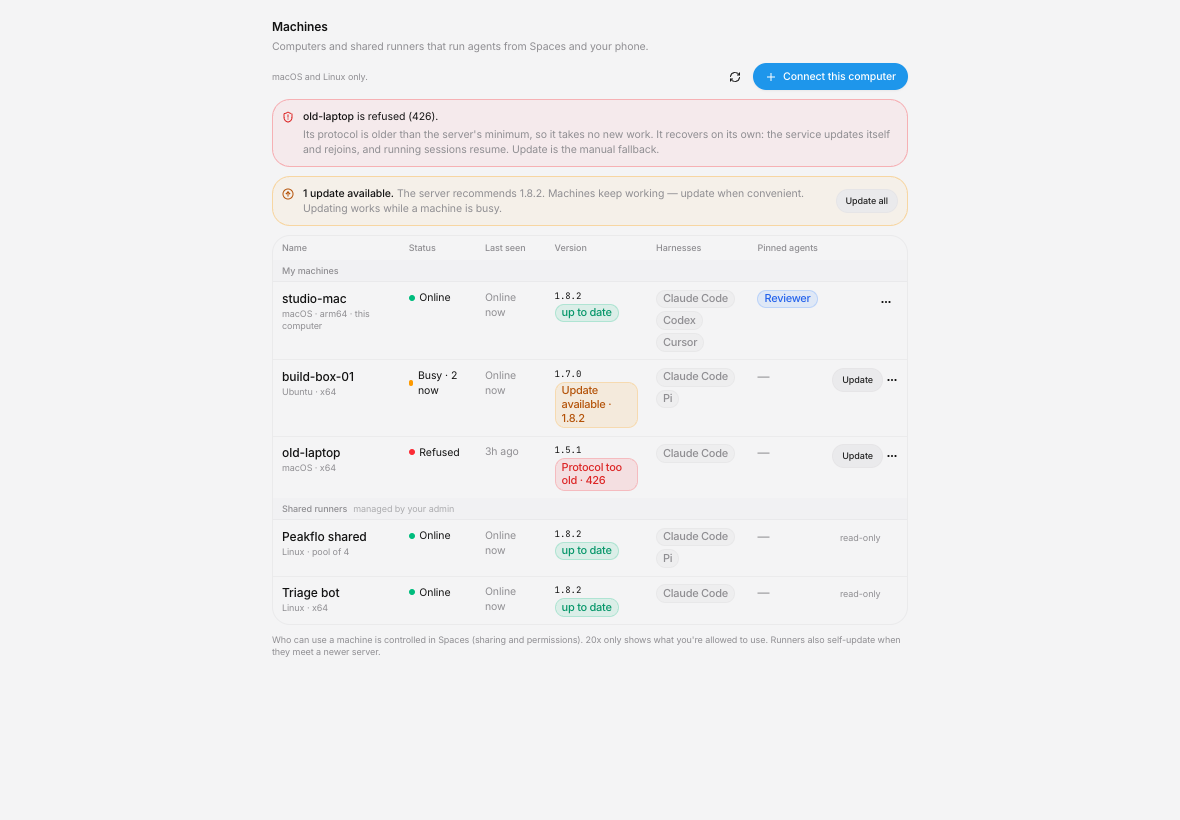 Machines
Computers and shared runners that run agents from Spaces and your phone.
macOS and Linux only.
Connect this computer
old-laptop is refused (426).
Its protocol is older than the server's minimum, so it takes no new work. It recovers on its own: the service updates itself
and rejoins, and running sessions resume. Update is the manual fallback.
1 update available. The server recommends 1.8.2. Machines keep working — update when convenient.
Updating works while a machine is busy.
Update all
Name Status Last seen Version Harnesses Pinned agents
My machines
studio-mac
macOS · arm64 · this
computer
Online
Online
now
1.8.2
up to date
Claude Code
Codex
Cursor
Reviewer
build-box-01
Ubuntu · x64
Busy · 2
now
Online
now
1.7.0
Update
available ·
1.8.2
Claude Code
Pi
—
Update
old-laptop
macOS · x64
Refused
3h ago
1.5.1
Protocol too
old · 426
Claude Code
—
Update
Shared runners managed by your admin
Peakflo shared
Linux · pool of 4
Online
Online
now
1.8.2
up to date
Claude Code
Pi
—
read-only
Triage bot
Linux · x64
Online
Online
now
1.8.2
up to date
Claude Code
—
read-only
Who can use a machine is controlled in Spaces (sharing and permissions). 20x only shows what you're allowed to use. Runners also self-update when
they meet a newer server.